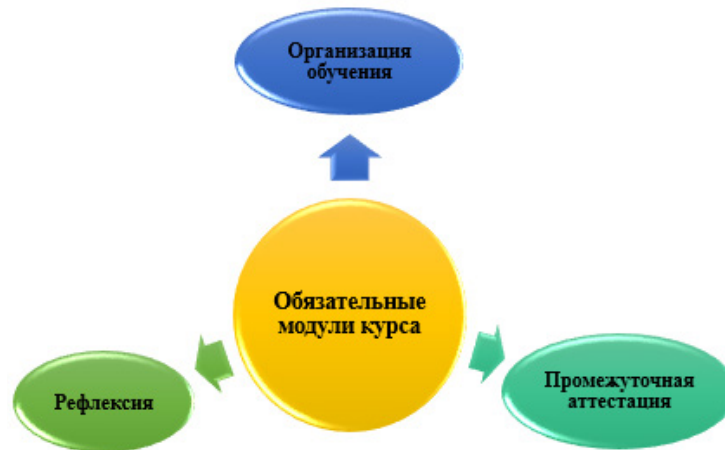 Организация
обучения
Обязательные
модули курса
Рефлексия
Промежуточная
аттестация